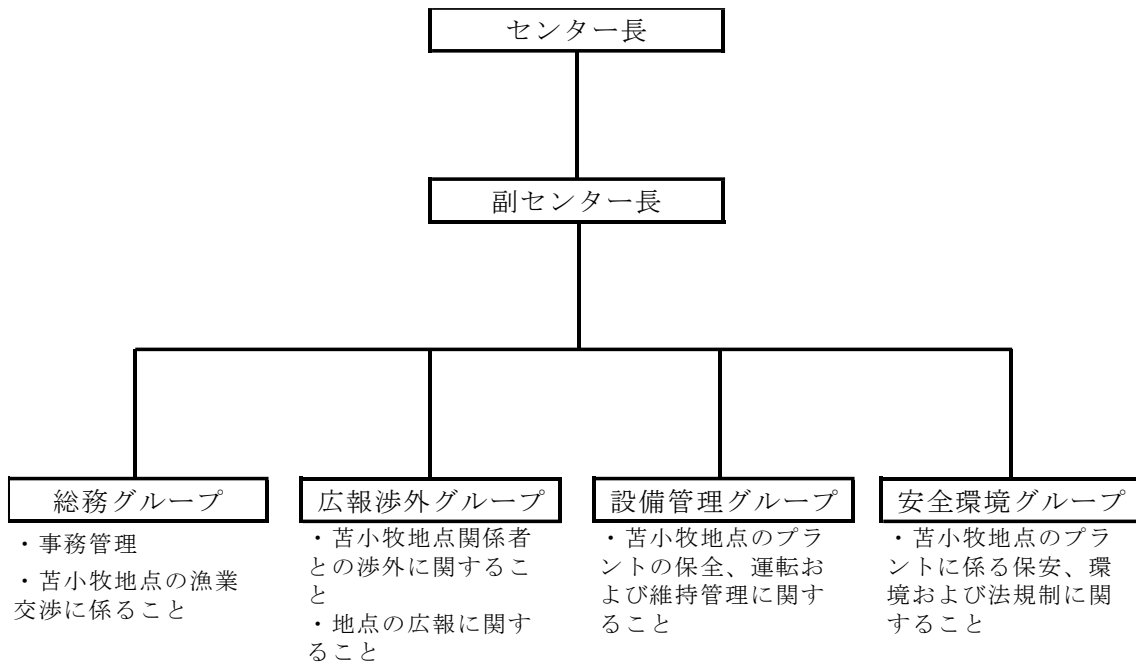 センター長
副センター長
総務グループ
・事務管理
・苫小牧地点の漁業
交渉に係ること
広報渉外グループ
・苫小牧地点関係者
との渉外に関するこ
と
・地点の広報に関す
ること
設備管理グループ
・苫小牧地点のプラ
ントの保全、運転お
よび維持管理に関す
ること
安全環境グループ
・苫小牧地点のプラ
ントに係る保安、環
境および法規制に関
すること